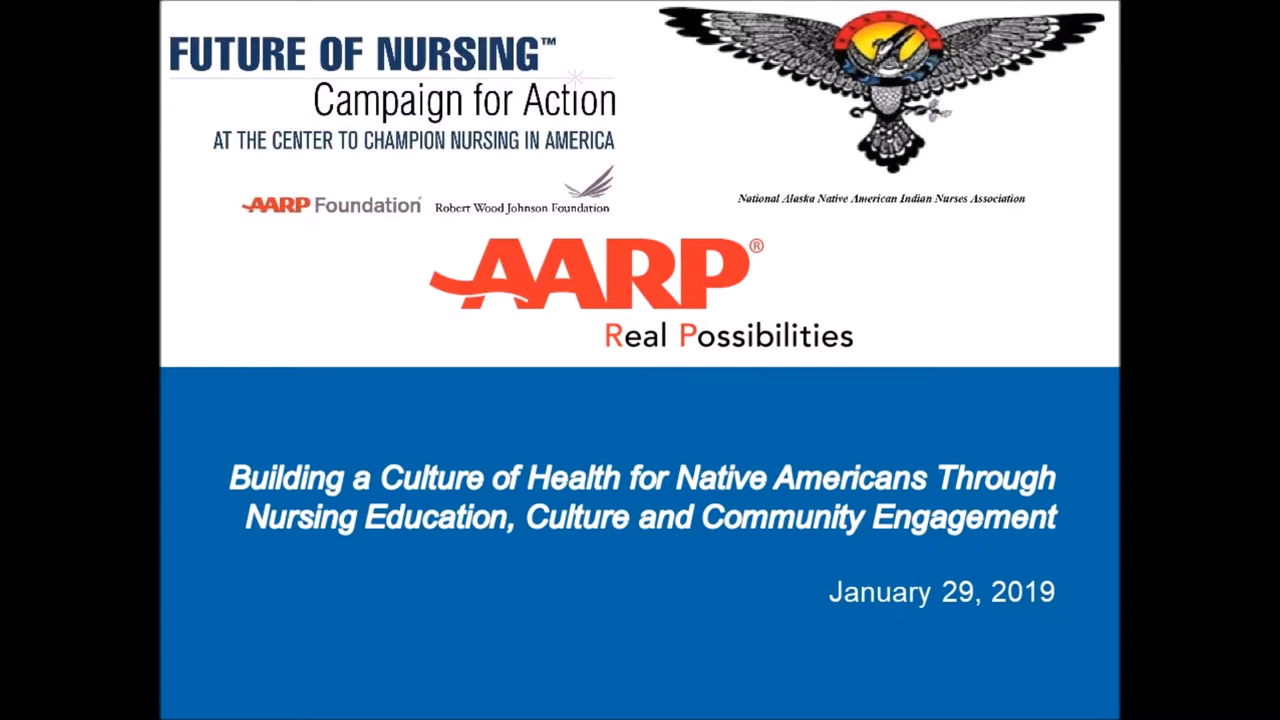 FUTURE OF NURSING™
Campaign for Action
AT THE CENTER TO CHAMPION NURSING IN AMERICA
AARP Foundation
Robert Wood Johnson Foundation
National Alaska Native American Indian Nurses Association
AARP®
Real Possibilities
Building a Culture of Health for Native Americans Through
Nursing Education, Culture and Community Engagement
January 29, 2019